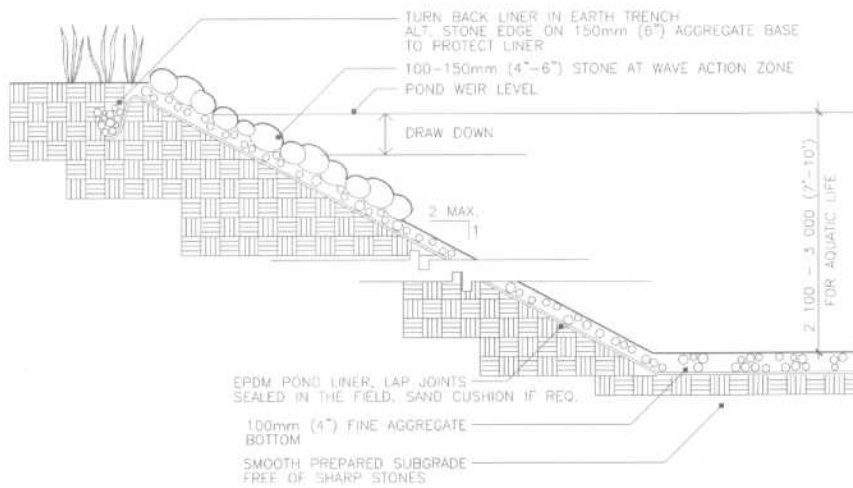 TURN BACK LINER IN EARTH TRENCH
ALT. STONE EDGE ON 150mm (6") AGGREGATE BASE
TO PROTECT LINER
100-150mm (4"-6") STONE AT WAVE ACTION ZONE
POND WEIR LEVEL
DRAW DOWN
2 MAX.
1
2 100 - 3 000 (7'-10')
FOR AQUATIC LIFE
EPDM POND LINER, LAP JOINTS
SEALED IN THE FIELD, SAND CUSHION IF REQ.
100mm (4") FINE AGGREGATE
BOTTOM
SMOOTH PREPARED SUBGRADE
FREE OF SHARP STONES